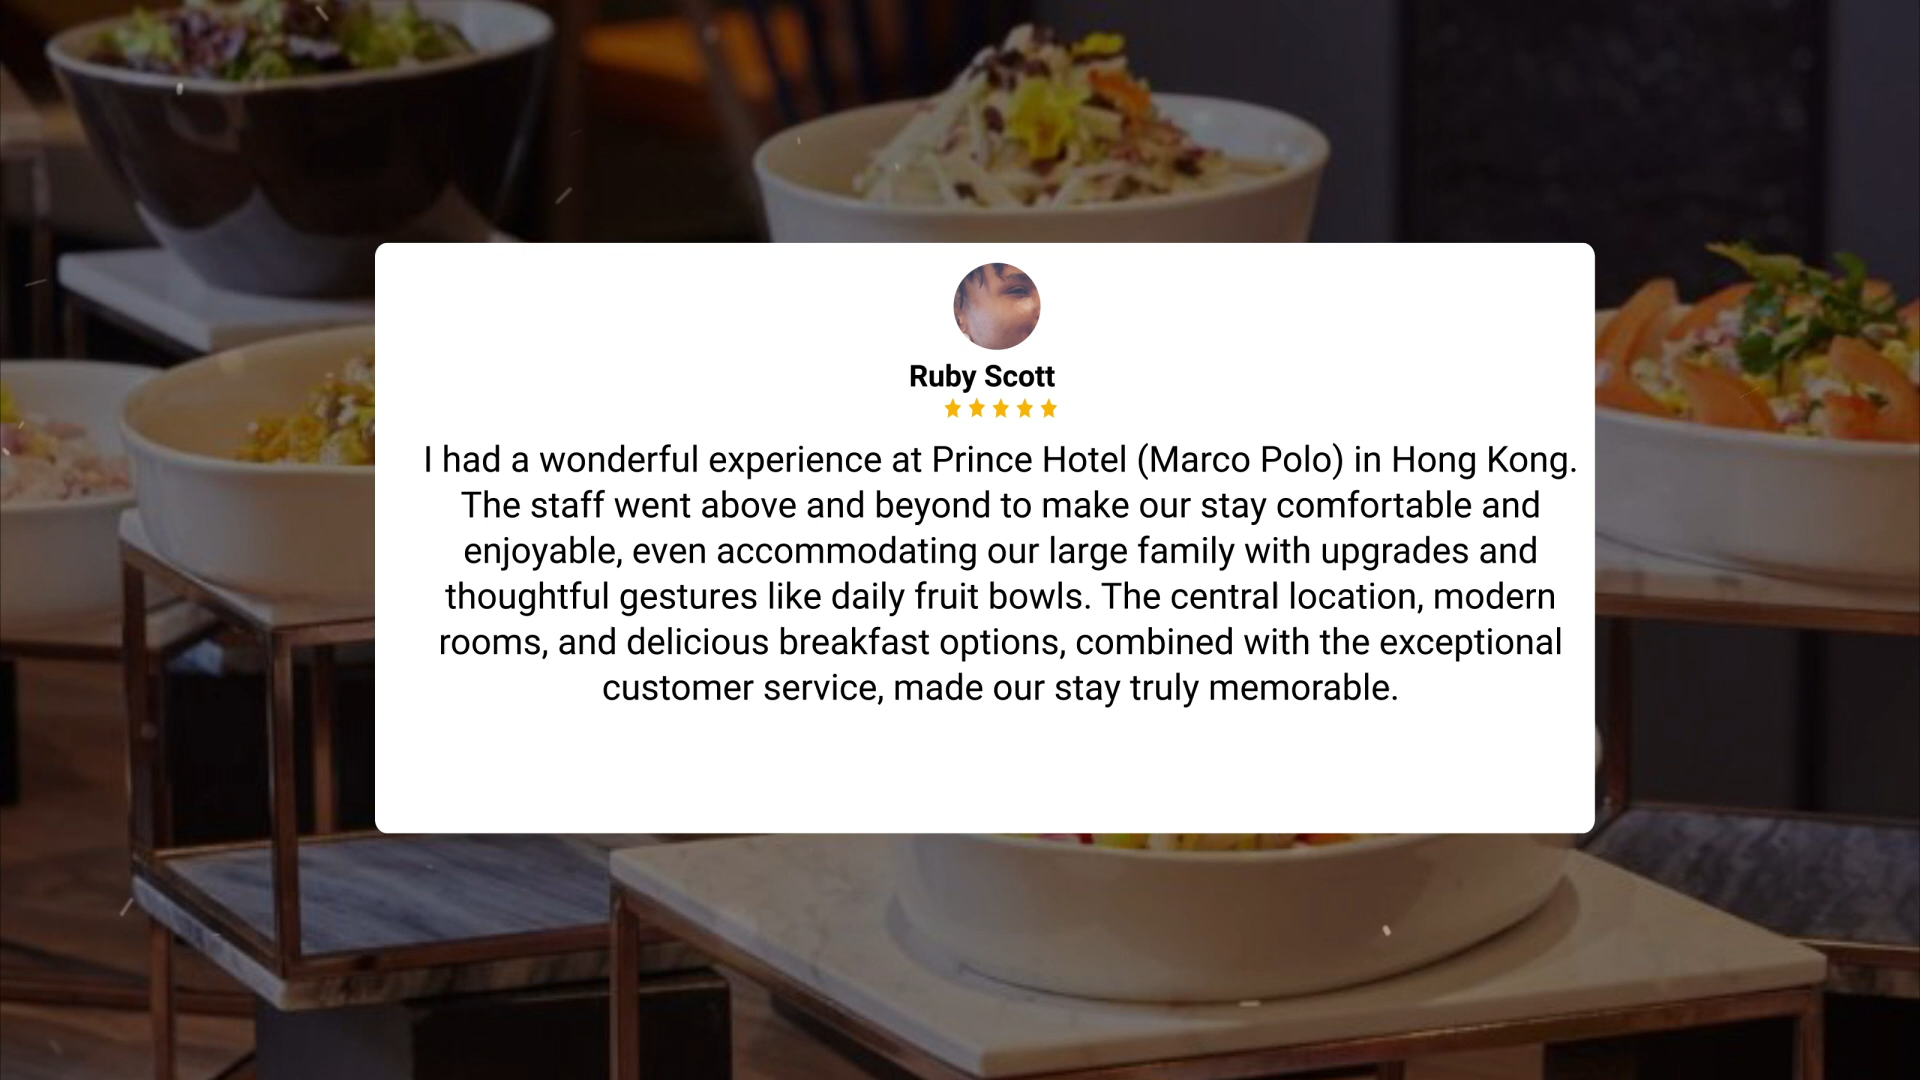 Ruby Scott
I had a wonderful experience at Prince Hotel (Marco Polo) in Hong Kong.
The staff went above and beyond to make our stay comfortable and
enjoyable, even accommodating our large family with upgrades and
thoughtful gestures like daily fruit bowls. The central location, modern
rooms, and delicious breakfast options, combined with the exceptional
customer service, made our stay truly memorable.